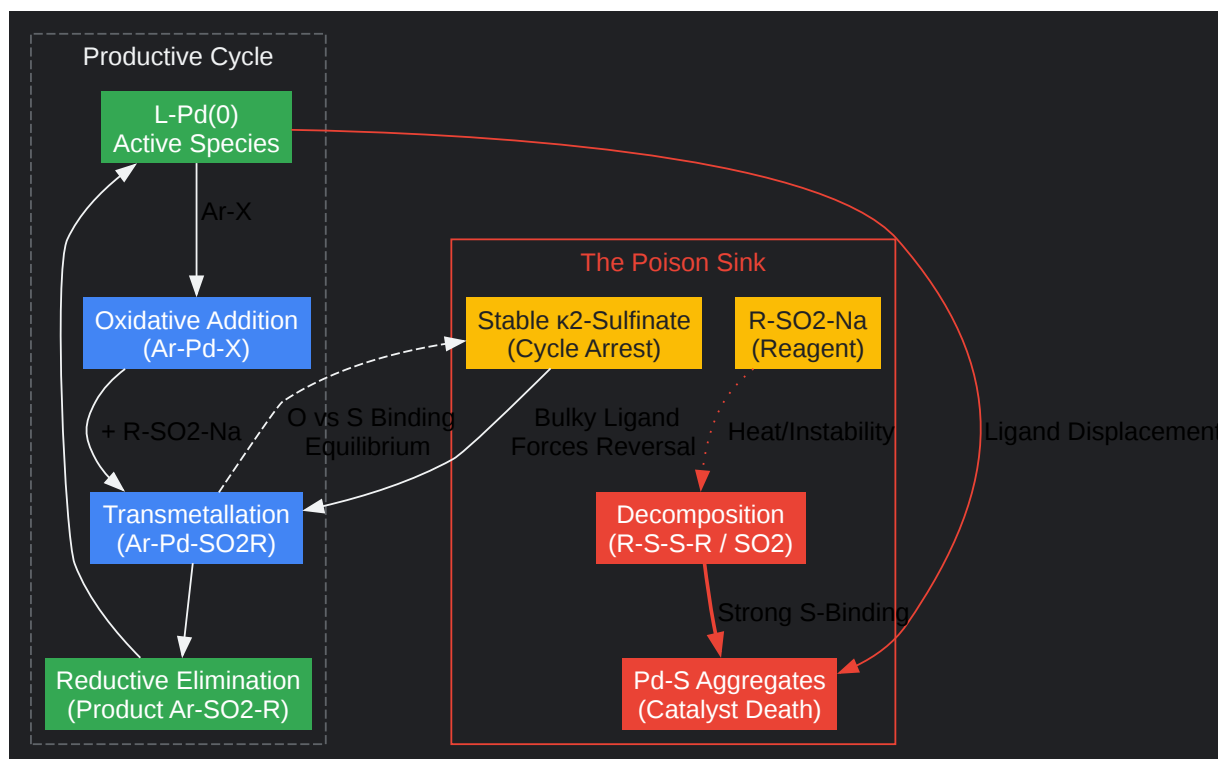 Productive Cycle
L-Pd(0)
Active Species
Ar-X
The Poison Sink
Oxidative Addition
(Ar-Pd-X)
Stable κ2-Sulfinate
(Cycle Arrest)
R-SO2-Na
(Reagent)
+ R-SO2-Na
O vs S Binding
Equilibrium
Bulky Ligand
Forces Reversal
Heat/Instability
Ligand Displacement
Transmetallation
(Ar-Pd-SO2R)
Decomposition
(R-S-S-R / SO2)
Strong S-Binding
Reductive Elimination
(Product Ar-SO2-R)
Pd-S Aggregates
(Catalyst Death)